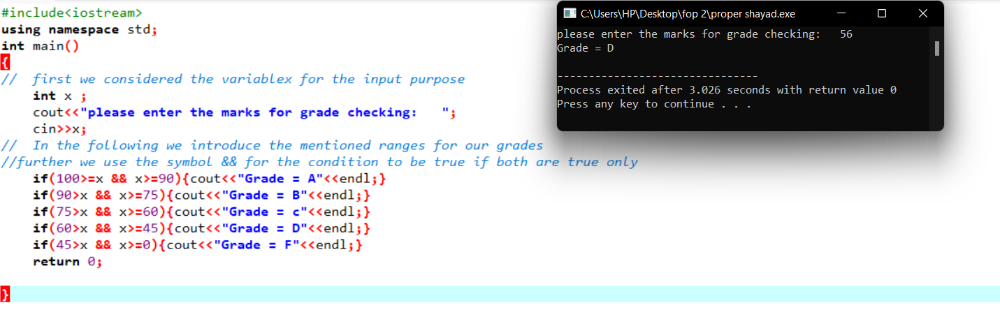 #include<iostream>
using namespace std;
int main()
{
//  first we considered the variablex for the input purpose
    int x ;
    cout<<"please enter the marks for grade checking:   ";
    cin>>x;
//  In the following we introduce the mentioned ranges for our grades
//further we use the symbol && for the condition to be true if both are true only
    if(100>=x && x>=90){cout<<"Grade = A"<<endl;}
    if(90>x && x>=75){cout<<"Grade = B"<<endl;}
    if(75>x && x>=60){cout<<"Grade = c"<<endl;}
    if(60>x && x>=45){cout<<"Grade = D"<<endl;}
    if(45>x && x>=0){cout<<"Grade = F"<<endl;}
    return 0;
}
C:\Users\HP\Desktop\fop 2\proper shayad.exe
please enter the marks for grade checking:   56
Grade = D
--------------------------------
Process exited after 3.026 seconds with return value 0
Press any key to continue . . .